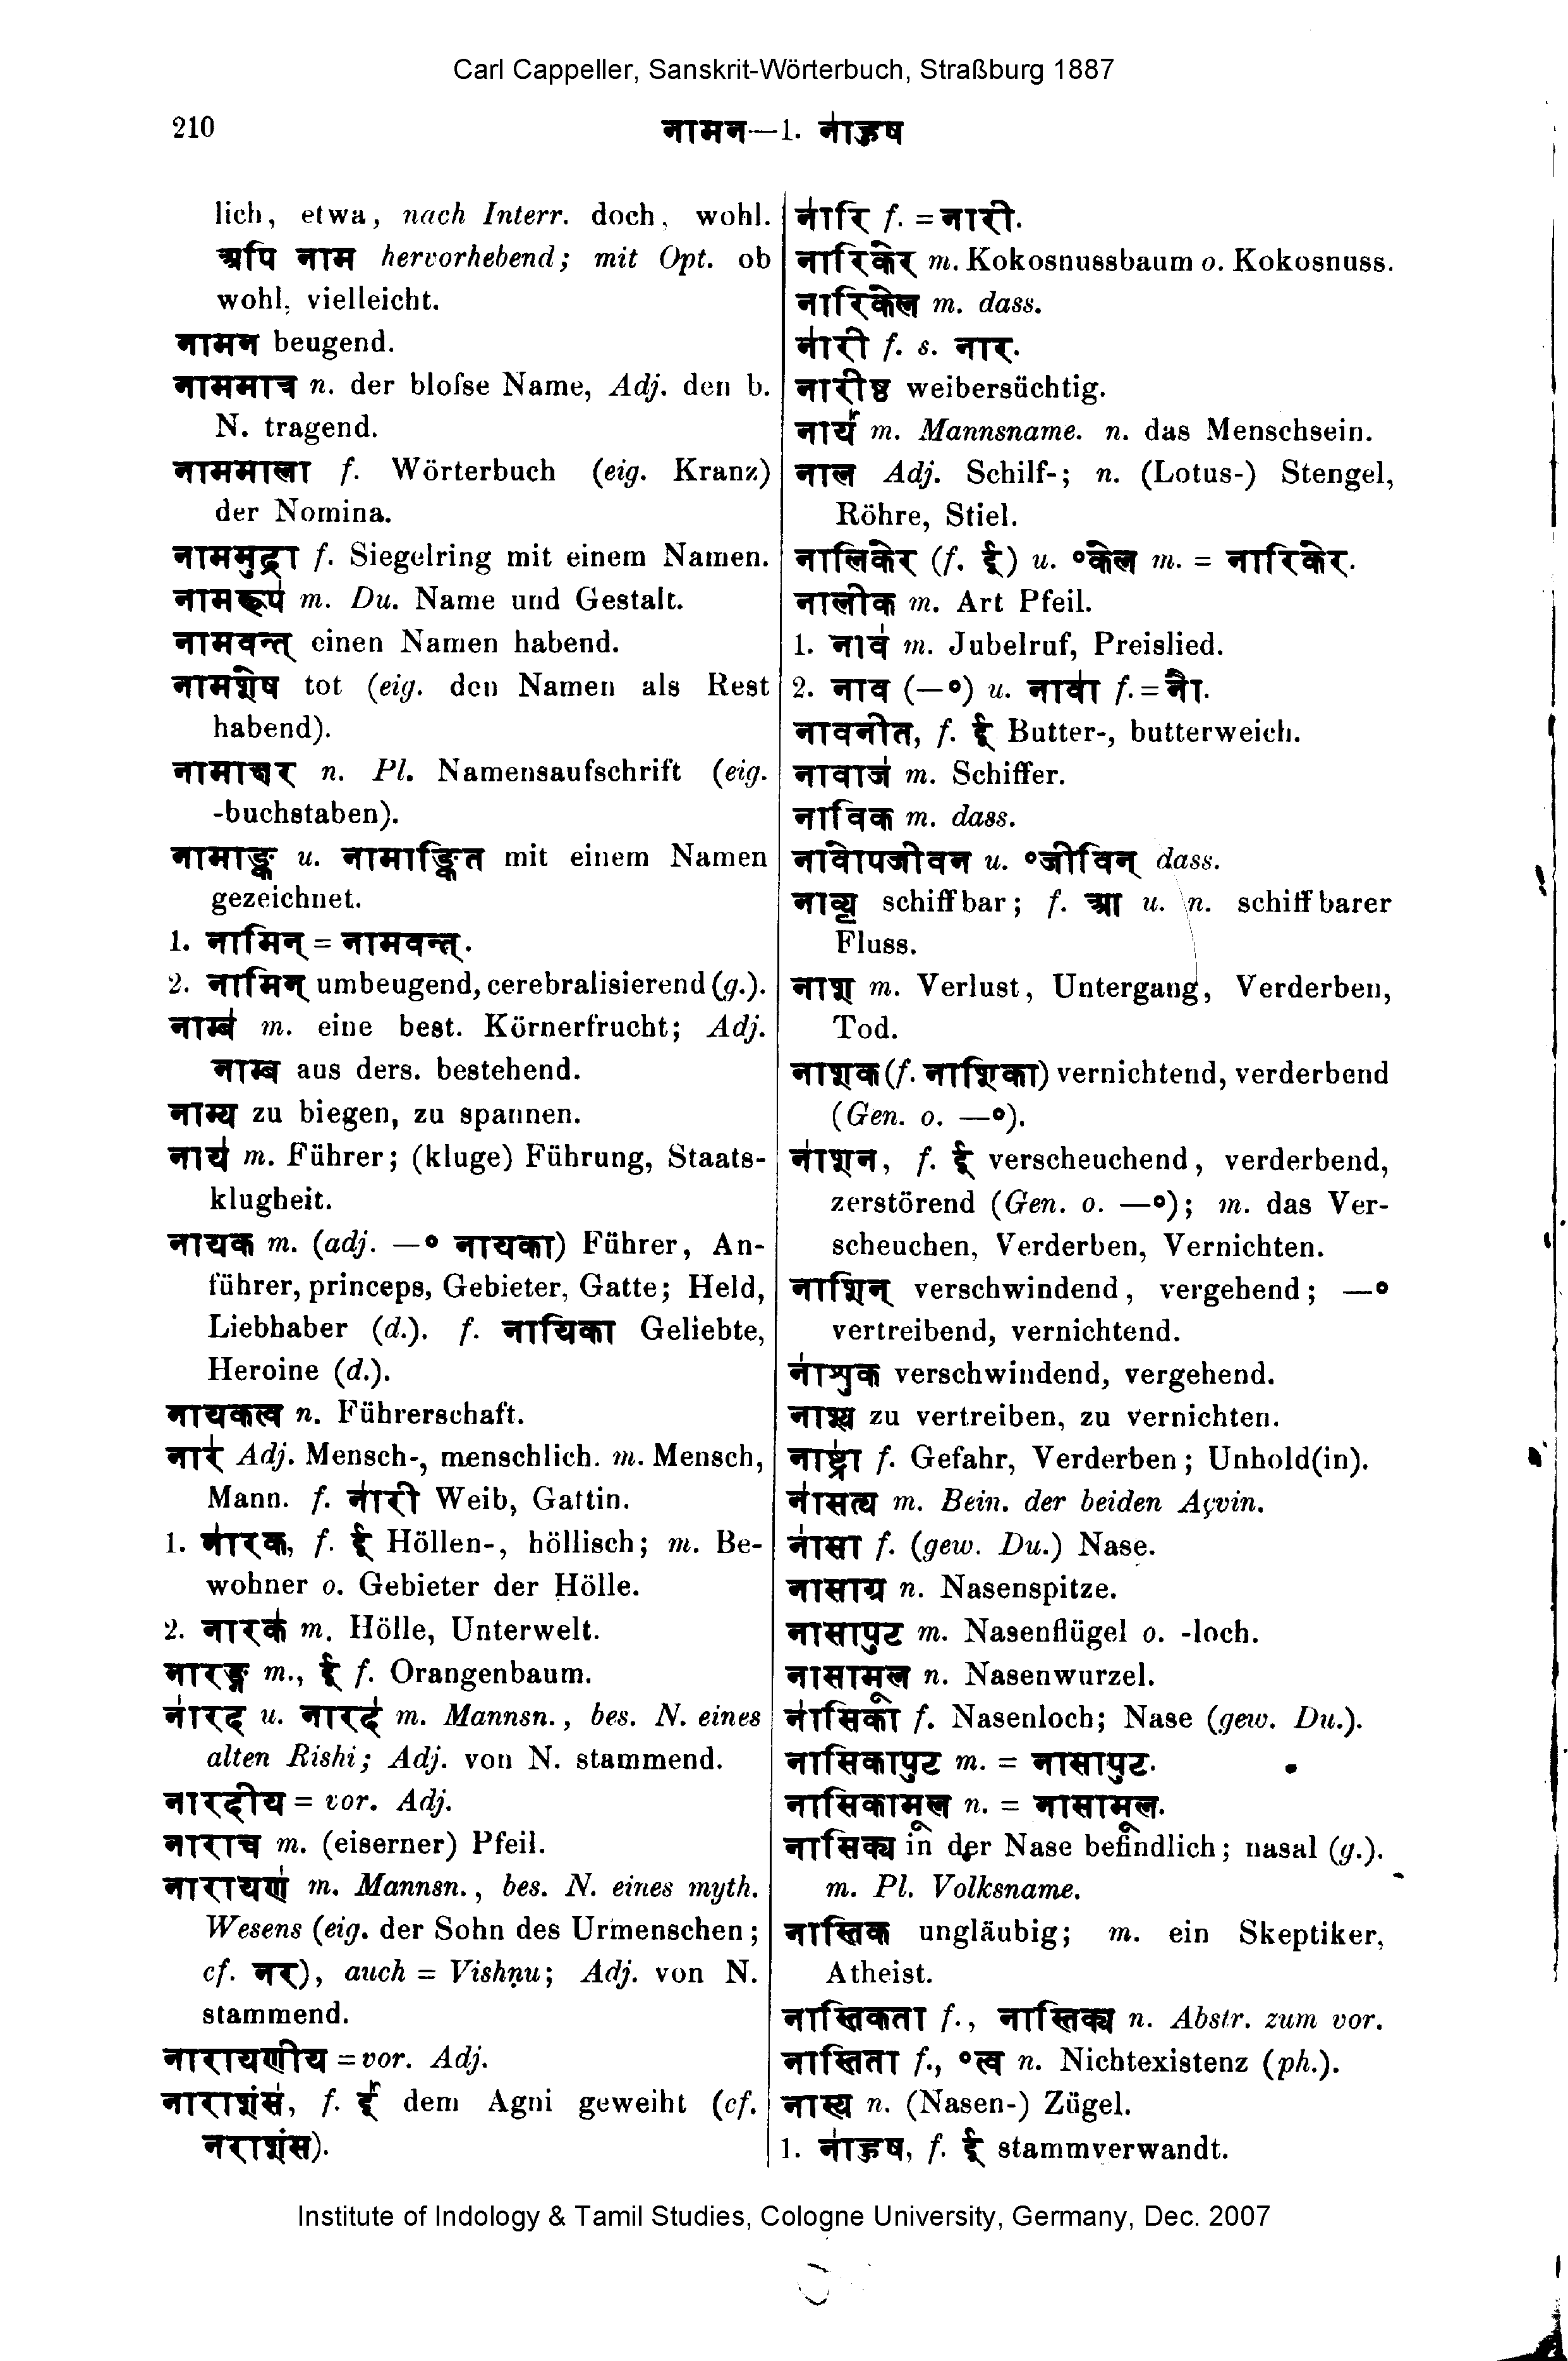 Carl Cappeller, Sanskrit-Wörterbuch, Straßburg 1887
210
नामन—1. ना॑हुष
lich, etwa, nach Interr. doch, wohl.
अपि नाम hervorhebend; mit Opt. ob
wohl, vielleicht.
नामन beugend.
नाममात्र n. der blofse Name, Adj. den b.
N. tragend.
नाममाला f. Wörterbuch (eig. Kranz)
der Nomina.
नाममुद्रा f. Siegelring mit einem Namen.
नामरूप॑ m. Du. Name und Gestalt.
नामवन्त् einen Namen habend.
नामशेष tot (eig. den Namen als Rest
habend).
नामाक्षर n. Pl. Namensaufschrift (eig.
-buchstaben).
नामाङ्क u. नामाङ्कित mit einem Namen
gezeichnet.
1. नामिन् = नामवन्त्.
2. नामिन् umbeugend, cerebralisierend (g.).
नाम्ब॑ m. eine best. Körnerfrucht; Adj.
नाम्ब aus ders. bestehend.
नाम्य zu biegen, zu spannen.
नाय॑ m. Führer; (kluge) Führung, Staats-
klugheit.
नायक m. (adj. —° नायका) Führer, An-
führer, princeps, Gebieter, Gatte; Held,
Liebhaber (d.). f. नायिका Geliebte,
Heroine (d.).
नायकत्व n. Führerschaft.
नार॑ Adj. Mensch-, menschlich. m. Mensch,
Mann. f. ना॑री Weib, Gattin.
1. ना॑रक, f. ई Höllen-, höllisch; m. Be-
wohner o. Gebieter der Hölle.
2. नारक॑ m. Hölle, Unterwelt.
नारङ्ग m., ई f. Orangenbaum.
ना॑रद u. नारद॑ m. Mannsn., bes. N. eines
alten Rishi; Adj. von N. stammend.
नारदीय = vor. Adj.
नाराच m. (eiserner) Pfeil.
नारायण॑ m. Mannsn., bes. N. eines myth.
Wesens (eig. der Sohn des Urmenschen;
cf. नर), auch = Vishṇu; Adj. von N.
stammend.
नारायणीय = vor. Adj.
नाराशंस॑, f. ई॑ dem Agni geweiht (cf.
नराशंस).
ना॑रि f. = नारी.
नारिकेर m. Kokosnussbaum o. Kokosnuss.
नारिकेल m. dass.
ना॑री f. s. नार.
नारीष्ठ weibersüchtig.
नार्य॑ m. Mannsname. n. das Menschsein.
नाल Adj. Schilf-; n. (Lotus-) Stengel,
Röhre, Stiel.
नालिकेर (f. ई) u. °केल m. = नारिकेर.
नालीक m. Art Pfeil.
1. नाव॑ m. Jubelruf, Preislied.
2. नाव (—°) u. नावा॑ f. = नौ.
नावनीत, f. ई Butter-, butterweich.
नावाज॑ m. Schiffer.
नाविक m. dass.
नावोपजीवन u. °जीविन् dass.
नाव्य schiffbar; f. आ u. n. schiffbarer
Fluss.
नाश m. Verlust, Untergang, Verderben,
Tod.
नाशक (f. नाशिका) vernichtend, verderbend
(Gen. o. —°).
ना॑शन, f. ई verscheuchend, verderbend,
zerstörend (Gen. o. —°); m. das Ver-
scheuchen, Verderben, Vernichten.
नाशिन् verschwindend, vergehend; —°
vertreibend, vernichtend.
ना॑शुक verschwindend, vergehend.
नाश्य zu vertreiben, zu vernichten.
नाष्ट्रा॑ f. Gefahr, Verderben; Unhold(in).
ना॑सत्य m. Bein. der beiden Açvin.
ना॑सा f. (gew. Du.) Nase.
नासाग्र n. Nasenspitze.
नासापुट m. Nasenflügel o. -loch.
नासामूल n. Nasenwurzel.
ना॑सिका f. Nasenloch; Nase (gew. Du.).
नासिकापुट m. = नासापुट.
नासिकामूल n. = नासामूल.
नासिक्य in der Nase befindlich; nasal (g.).
m. Pl. Volksname.
नास्तिक ungläubig; m. ein Skeptiker,
Atheist.
नास्तिकता f., नास्तिक्य n. Abstr. zum vor.
नास्तिता f., °त्व n. Nichtexistenz (ph.).
नास्य n. (Nasen-) Zügel.
1. ना॑हुष, f. ई stammverwandt.
Institute of Indology & Tamil Studies, Cologne University, Germany, Dec. 2007